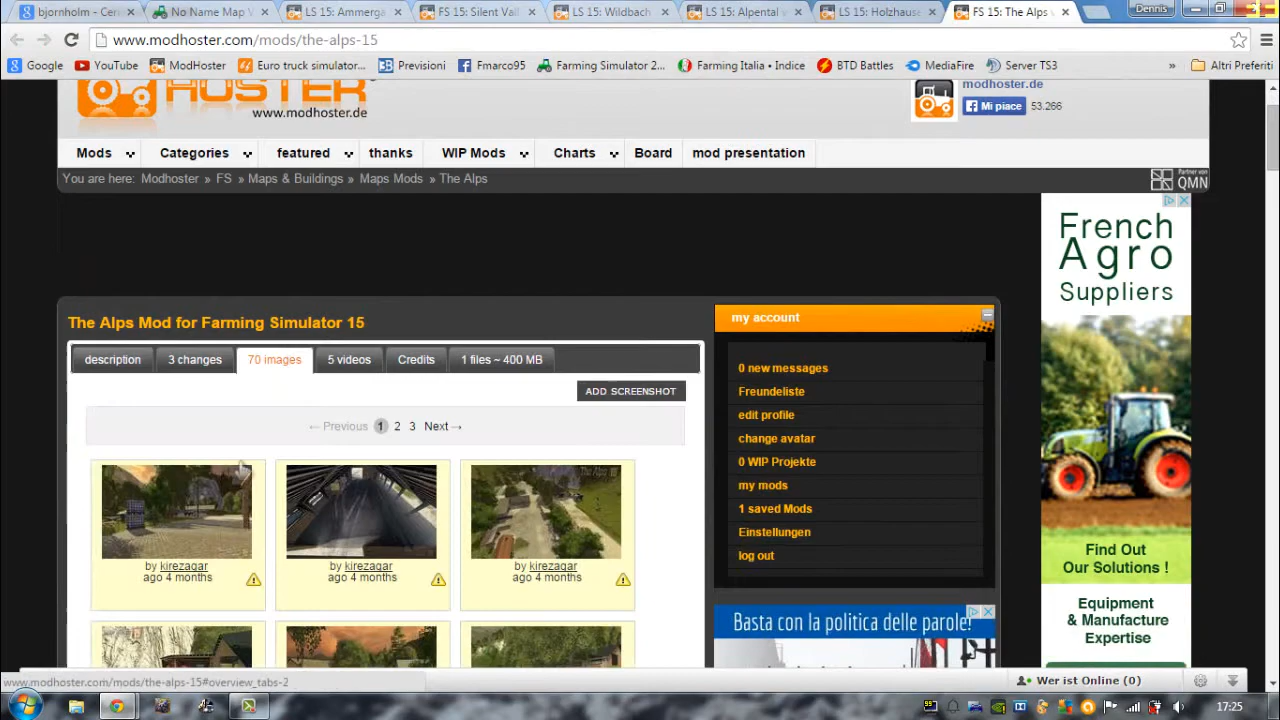 bjornholm - Cer
No Name Map V
LS 15: Ammerga
FS 15: Silent Vall
LS 15: Wildbach
LS 15: Alpental v
LS 15: Holzhause
FS 15: The Alps v
Dennis
www.modhoster.com/mods/the-alps-15
Google
YouTube
ModHoster
Euro truck simulator...
Previsioni
Fmarco95
Farming Simulator 2...
Farming Italia • Indice
BTD Battles
MediaFire
Server TS3
»
Altri Preferiti
HOSTER
www.modhoster.de
modhoster.de
Mi piace
53.266
Mods
Categories
featured
thanks
WIP Mods
Charts
Board
mod presentation
You are here: Modhoster » FS » Maps & Buildings » Maps Mods » The Alps
Partner von
QMN
French
Agro
Suppliers
The Alps Mod for Farming Simulator 15
my account
description
3 changes
70 images
5 videos
Credits
1 files ~ 400 MB
0 new messages
ADD SCREENSHOT
Freundeliste
edit profile
← Previous 1 2 3 Next →
change avatar
0 WIP Projekte
my mods
1 saved Mods
Einstellungen
log out
by kirezagar
ago 4 months
by kirezagar
ago 4 months
by kirezagar
ago 4 months
Find Out
Our Solutions !
Equipment
& Manufacture
Expertise
Basta con la politica delle parole!
www.modhoster.com/mods/the-alps-15#overview_tabs-2
Wer ist Online (0)
17:25